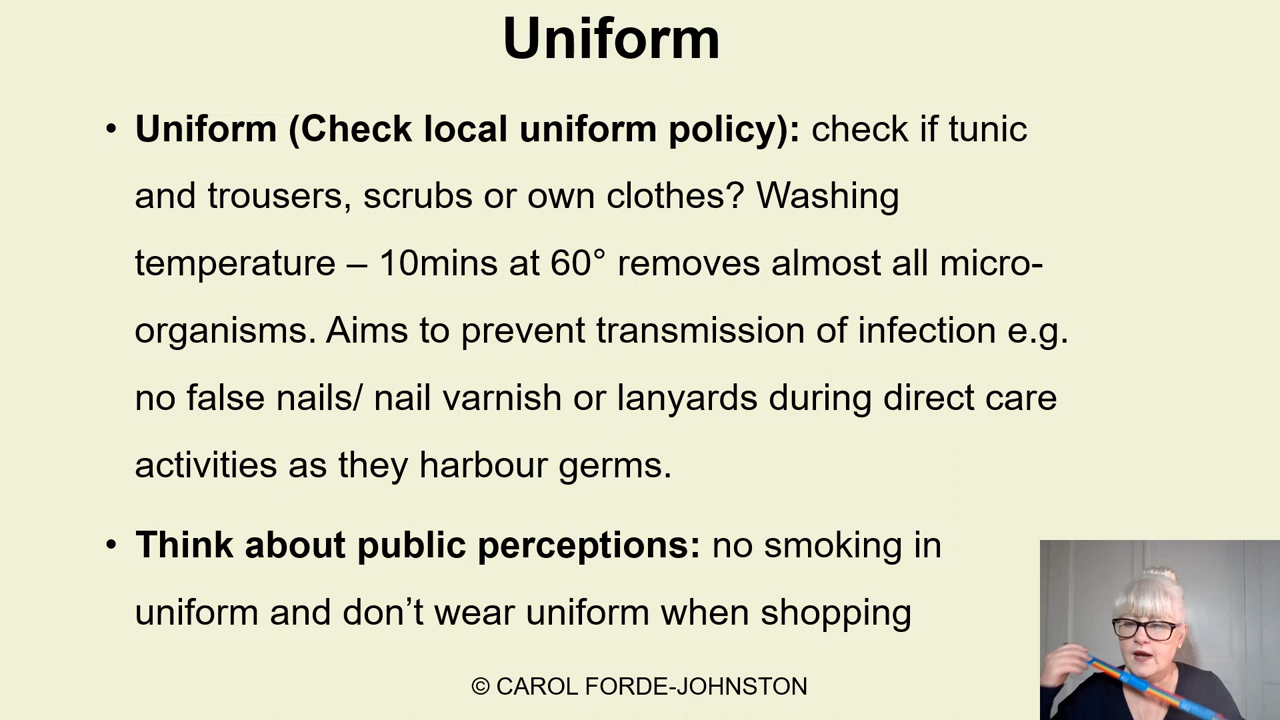 Uniform
• Uniform (Check local uniform policy): check if tunic
and trousers, scrubs or own clothes? Washing
temperature – 10mins at 60° removes almost all micro-
organisms. Aims to prevent transmission of infection e.g.
no false nails/ nail varnish or lanyards during direct care
activities as they harbour germs.
• Think about public perceptions: no smoking in
uniform and don’t wear uniform when shopping
© CAROL FORDE-JOHNSTON